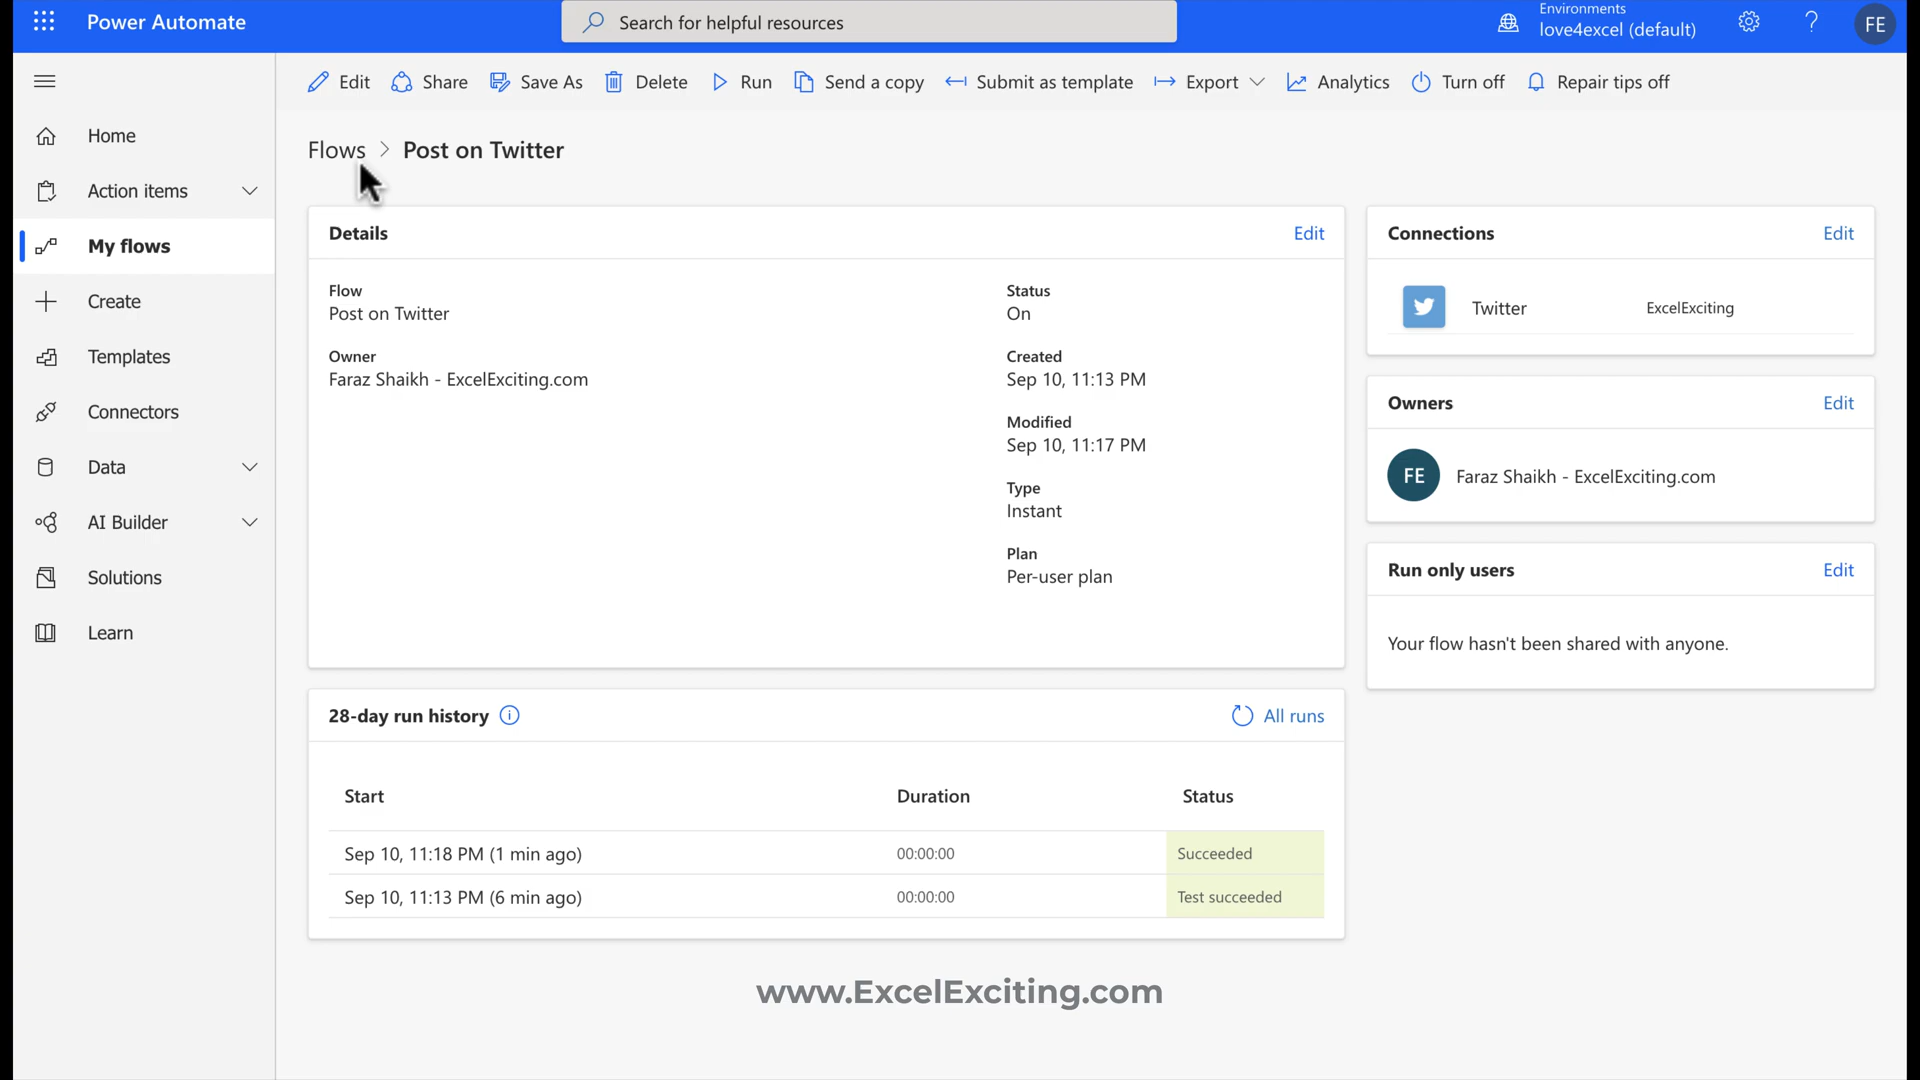 Power Automate
Search for helpful resources
Environments
love4excel (default)
?
FE
Edit
Share
Save As
Delete
Run
Send a copy
Submit as template
Export
Analytics
Turn off
Repair tips off
Home
Action items
My flows
Create
Templates
Connectors
Data
AI Builder
Solutions
Learn
Flows > Post on Twitter
Details
Edit
Flow
Post on Twitter
Owner
Faraz Shaikh - ExcelExciting.com
Status
On
Created
Sep 10, 11:13 PM
Modified
Sep 10, 11:17 PM
Type
Instant
Plan
Per-user plan
Connections
Edit
Twitter
ExcelExciting
Owners
Edit
FE
Faraz Shaikh - ExcelExciting.com
Run only users
Edit
Your flow hasn't been shared with anyone.
28-day run history
All runs
Start Duration Status
Sep 10, 11:18 PM (1 min ago) 00:00:00 Succeeded
Sep 10, 11:13 PM (6 min ago) 00:00:00 Test succeeded
www.ExcelExciting.com